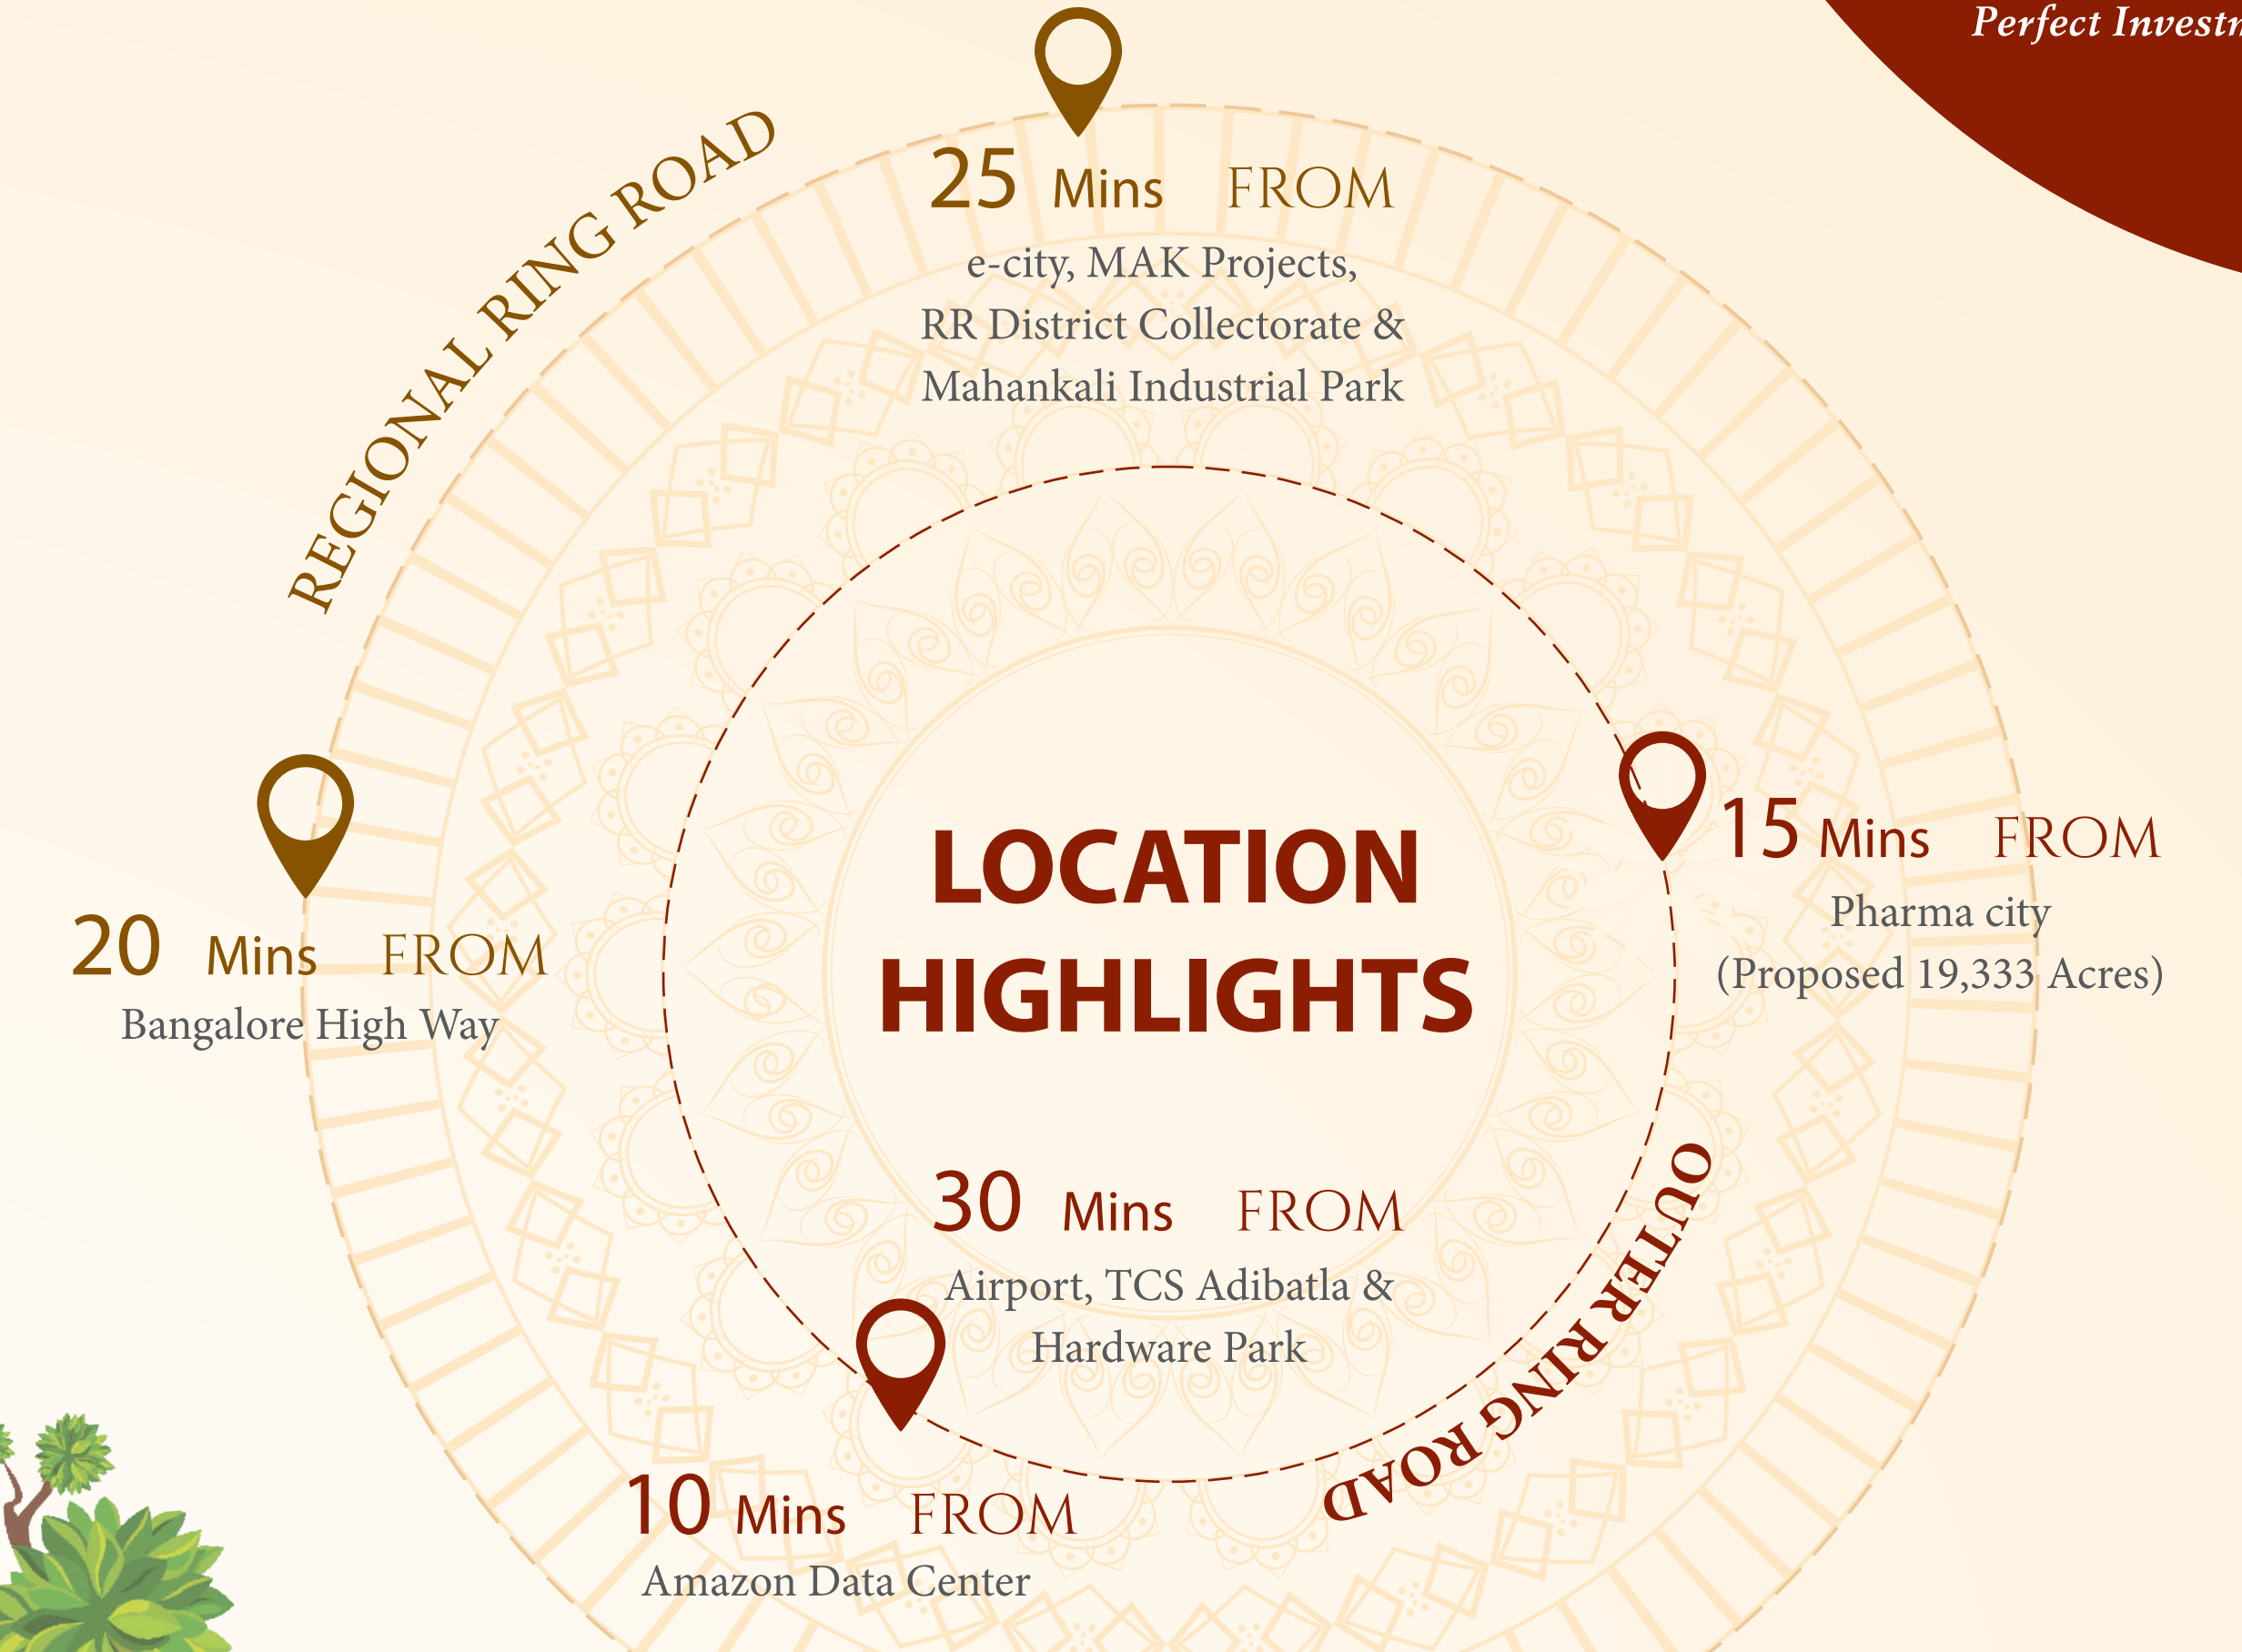 Perfect
REGIONAL RING ROAD
25 Mins FROM
e-city, MAK Projects,
RR District Collectorate &
Mahankali Industrial Park
LOCATION
HIGHLIGHTS
15 Mins FROM
Pharma city
(Proposed 19,333 Acres)
20 Mins FROM
Bangalore High Way
30 Mins FROM
Airport, TCS Adibatla &
Hardware Park
OUTER RING ROAD
10 Mins FROM
Amazon Data Center